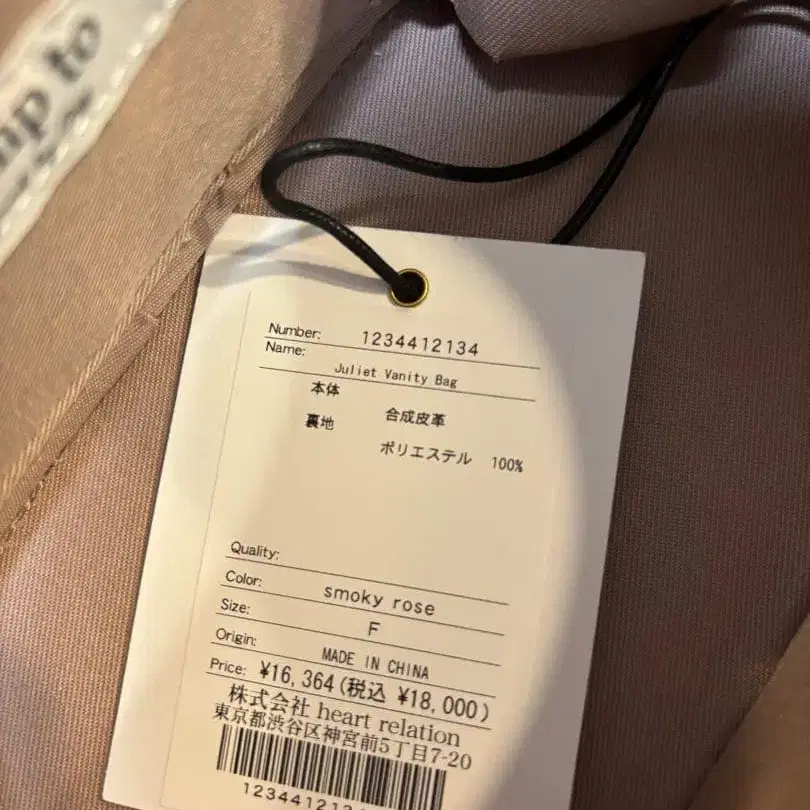 to
Number: 1234412134
Name: Juliet Vanity Bag
本体 合成皮革
裏地 ポリエステル 100%
Quality:
Color: smoky rose
Size: F
Origin: MADE IN CHINA
Price: ¥16,364(税込 ¥18,000)
株式会社 heart relation
東京都渋谷区神宮前5丁目7-20